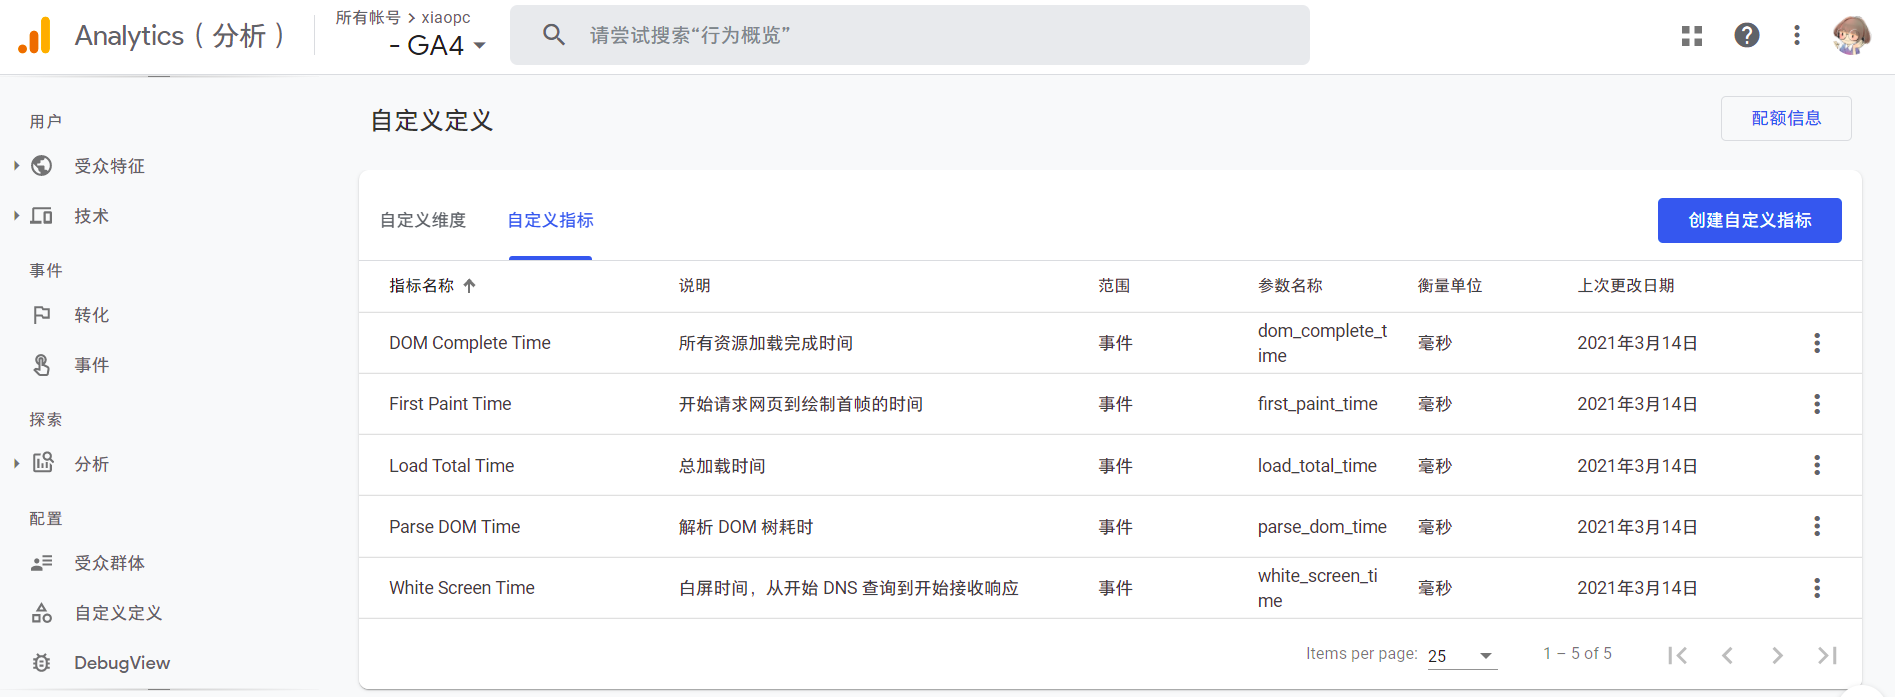 Analytics（分析）
所有帐号 > xiaopc
- GA4
请尝试搜索“行为概览”
用户
受众特征
技术
事件
转化
事件
探索
分析
配置
受众群体
自定义定义
DebugView
自定义定义
配额信息
自定义维度 自定义指标
创建自定义指标
指标名称 说明 范围 参数名称 衡量单位 上次更改日期
DOM Complete Time 所有资源加载完成时间 事件 dom_complete_t
ime 毫秒 2021年3月14日
First Paint Time 开始请求网页到绘制首帧的时间 事件 first_paint_time 毫秒 2021年3月14日
Load Total Time 总加载时间 事件 load_total_time 毫秒 2021年3月14日
Parse DOM Time 解析 DOM 树耗时 事件 parse_dom_time 毫秒 2021年3月14日
White Screen Time 白屏时间，从开始 DNS 查询到开始接收响应 事件 white_screen_ti
me 毫秒 2021年3月14日
Items per page: 25 1 – 5 of 5